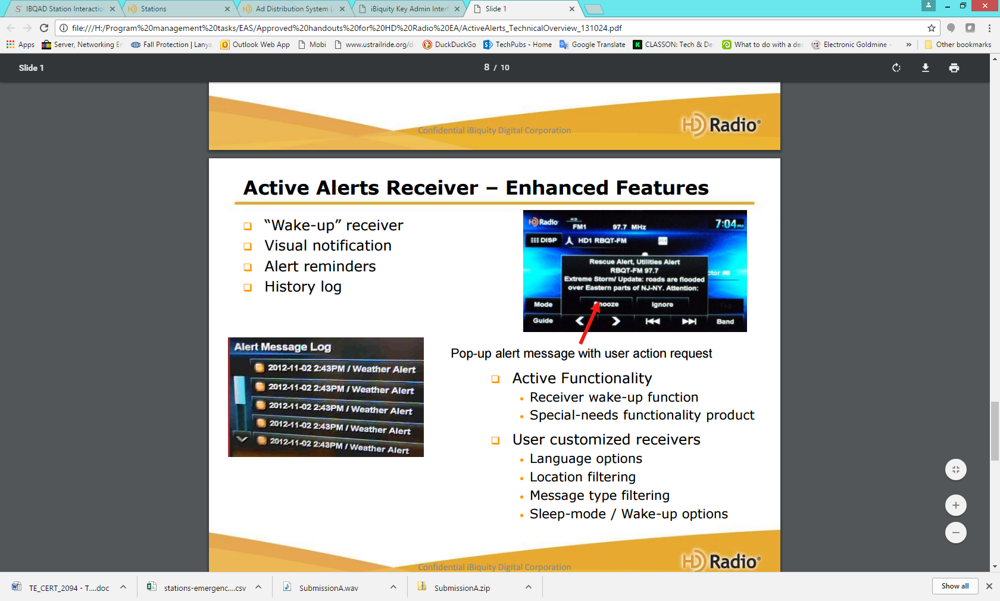 IBQAD Station Interaction
Stations
Ad Distribution System (
iBiquity Key Admin Interf
Slide 1
file:///H:/Program%20management%20tasks/EAS/Approved%20handouts%20for%20HD%20Radio%20EA/ActiveAlerts_TechnicalOverview_131024.pdf
Apps
Server, Networking En
Fall Protection | Lanya
Outlook Web App
Mobi
www.ustrailride.org/d
DuckDuckGo
TechPubs - Home
Google Translate
CLASSON: Tech & De
What to do with a dea
Electronic Goldmine -
»
Other bookmarks
Slide 1
8 / 10
Confidential iBiquity Digital Corporation
HD Radio®
Active Alerts Receiver – Enhanced Features
“Wake-up” receiver
Visual notification
Alert reminders
History log
HD Radio
HD
FM1
97.7 MHz
7:04 PM
DISP
HD1 RBQT-FM
Rescue Alert, Utilities Alert
RBQT-FM 97.7
Extreme Storm/ Update: roads are flooded
over Eastern parts of NJ-NY. Attention:
ctor #8
Mode
Snooze
Ignore
Tag
Guide
Band
Pop-up alert message with user action request
Alert Message Log
2012-11-02 2:43PM / Weather Alert
2012-11-02 2:43PM / Weather Alert
2012-11-02 2:43PM / Weather Alert
2012-11-02 2:43PM / Weather Alert
2012-11-02 2:43PM / Weather Alert
Active Functionality
Receiver wake-up function
Special-needs functionality product
User customized receivers
Language options
Location filtering
Message type filtering
Sleep-mode / Wake-up options
Confidential iBiquity Digital Corporation
HD Radio®
TE_CERT_2094 - T....doc
stations-emergenc....csv
SubmissionA.wav
SubmissionA.zip
Show all